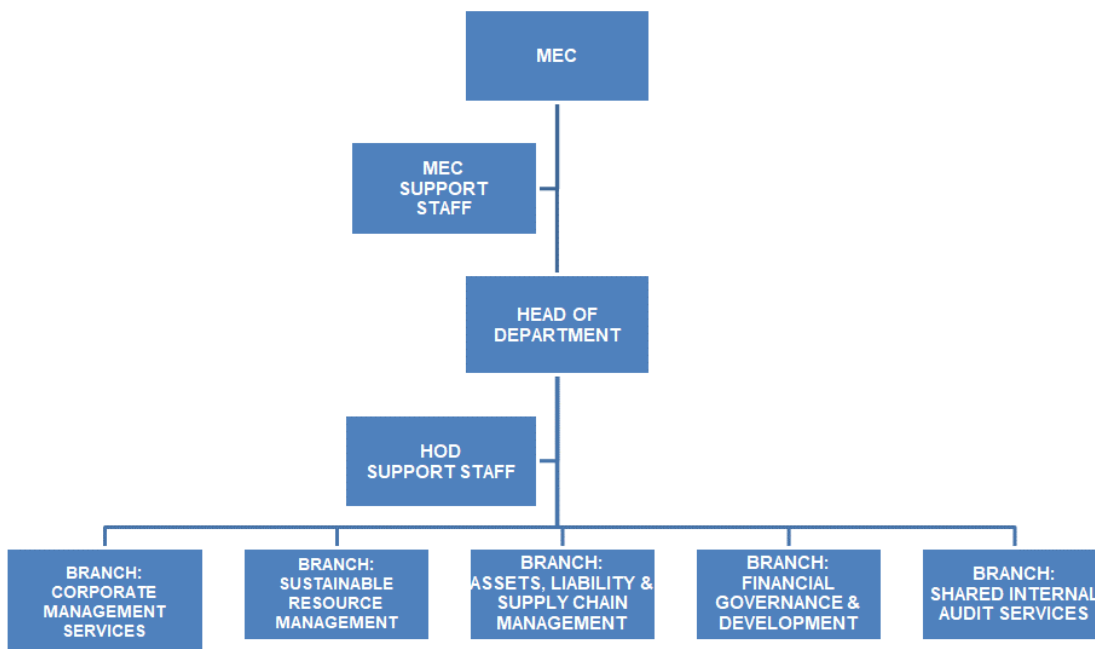 MEC
MEC
SUPPORT
STAFF
HEAD OF
DEPARTMENT
HOD
SUPPORT STAFF
BRANCH:
CORPORATE
MANAGEMENT
SERVICES
BRANCH:
SUSTAINABLE
RESOURCE
MANAGEMENT
BRANCH:
ASSETS, LIABILITY &
SUPPLY CHAIN
MANAGEMENT
BRANCH:
FINANCIAL
GOVERNANCE &
DEVELOPMENT
BRANCH:
SHARED INTERNAL
AUDIT SERVICES